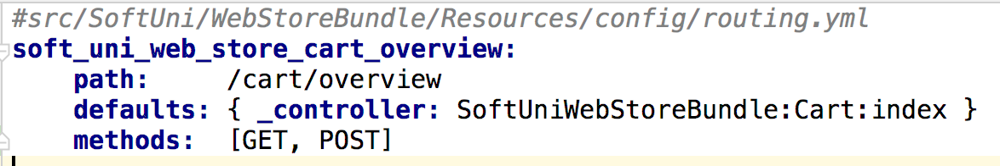 #src/SoftUni/WebStoreBundle/Resources/config/routing.yml
soft_uni_web_store_cart_overview:
    path:     /cart/overview
    defaults: { _controller: SoftUniWebStoreBundle:Cart:index }
    methods:  [GET, POST]